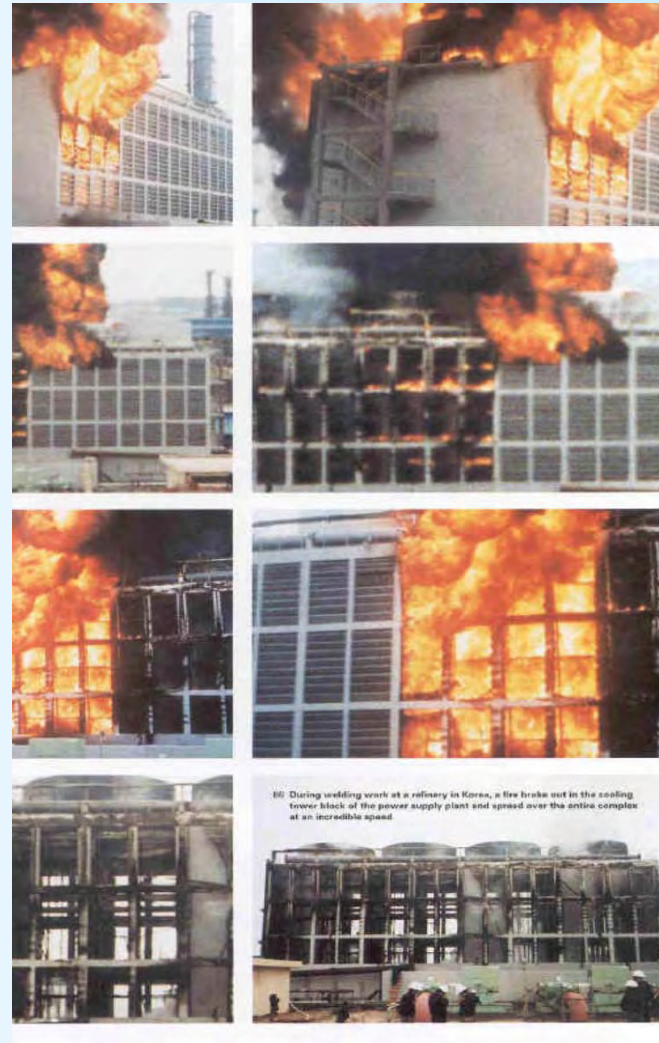 During welding work at a refinery in Korea, a fire broke out in the cooling
tower block of the power supply plant and spread over the entire complex
at an incredible speed.